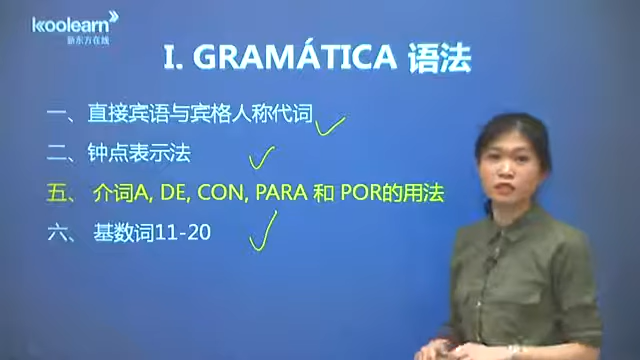 koolearn
新东方在线
I. GRAMÁTICA 语法
一、直接宾语与宾格人称代词
二、钟点表示法
五、 介词A, DE, CON, PARA 和 POR的用法
六、 基数词11-20